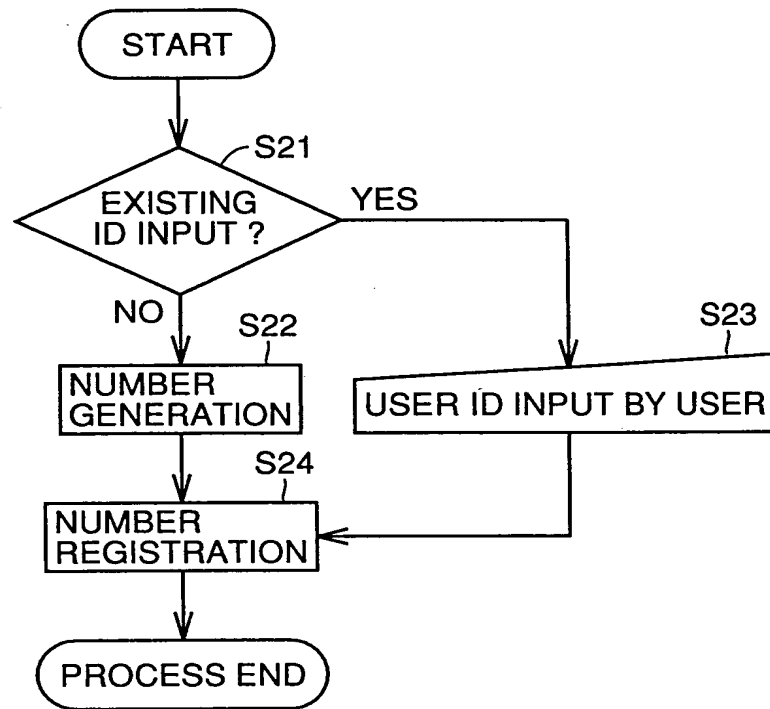 START
S21
EXISTING
ID INPUT ?
YES
NO
S22
S23
NUMBER
GENERATION
USER ID INPUT BY USER
S24
NUMBER
REGISTRATION
PROCESS END